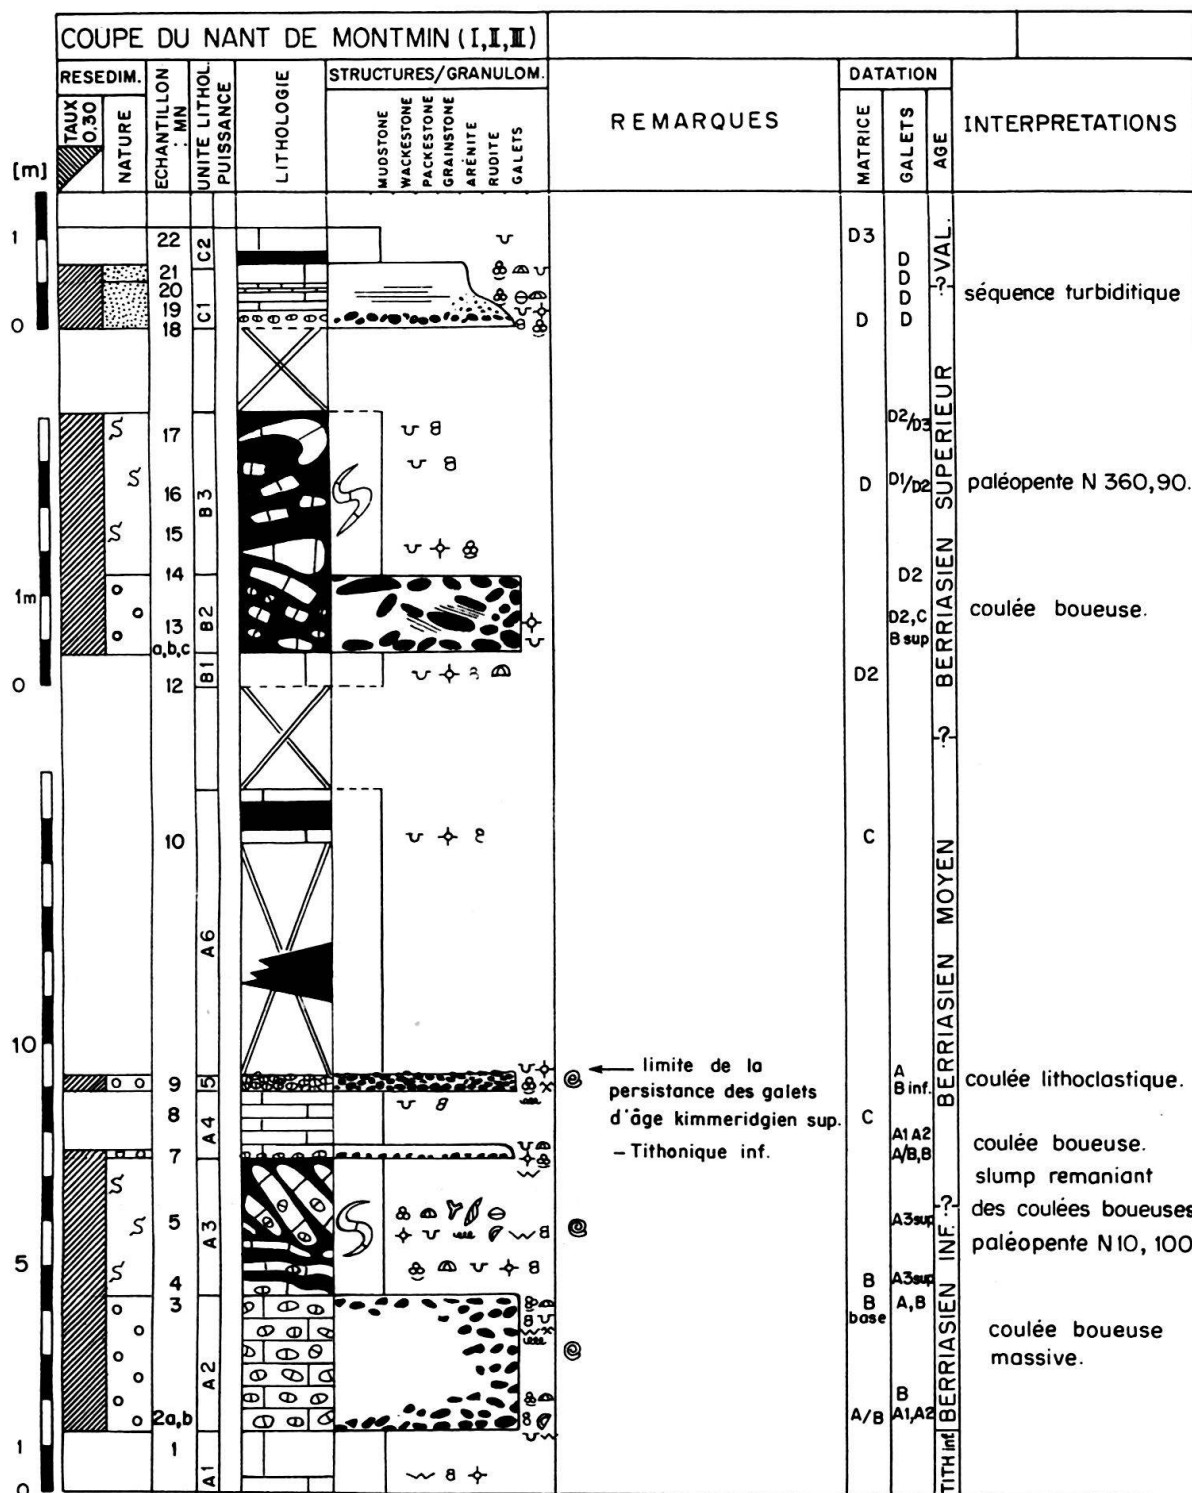 COUPE DU NANT DE MONTMIN (I,II,III)
RESEDIM.
TAUX 0.30
NATURE
ECHANTILLON : MN
UNITE LITHOL.
PUISSANCE
LITHOLOGIE
STRUCTURES/GRANULOM.
MUDSTONE
WACKESTONE
PACKESTONE
GRAINSTONE
ARÉNITE
RUDITE
GALETS
REMARQUES
DATATION
MATRICE
GALETS
AGE
INTERPRETATIONS
[m]
1
22
C2
D3
D
? VAL.
21
D
20
D
séquence turbiditique
19
C1
0
18
D
D
17
D2/D3
16
B3
D
D1/D2
BERRIASIEN SUPERIEUR
paléopente N 360,90.
15
14
D2
1m
13
B2
D2,C
coulée boueuse.
a,b,c
B sup
0
12
B1
D2
-?-
10
C
A6
BERRIASIEN MOYEN
10
9
5
limite de la
persistance des galets
d'âge kimmeridgien sup.
– Tithonique inf.
A
B inf.
coulée lithoclastique.
8
A4
C
A1 A2
7
A/B,B
coulée boueuse.
slump remaniant
des coulées boueuses
paléopente N10, 100
-?-
5
A3
A3sup
5
4
B
A3sup
3
B
base
A,B
BERRIASIEN INF.
coulée boueuse
massive.
A2
B
2a,b
A/B
A1,A2
1
1
A1
TITH inf.
0